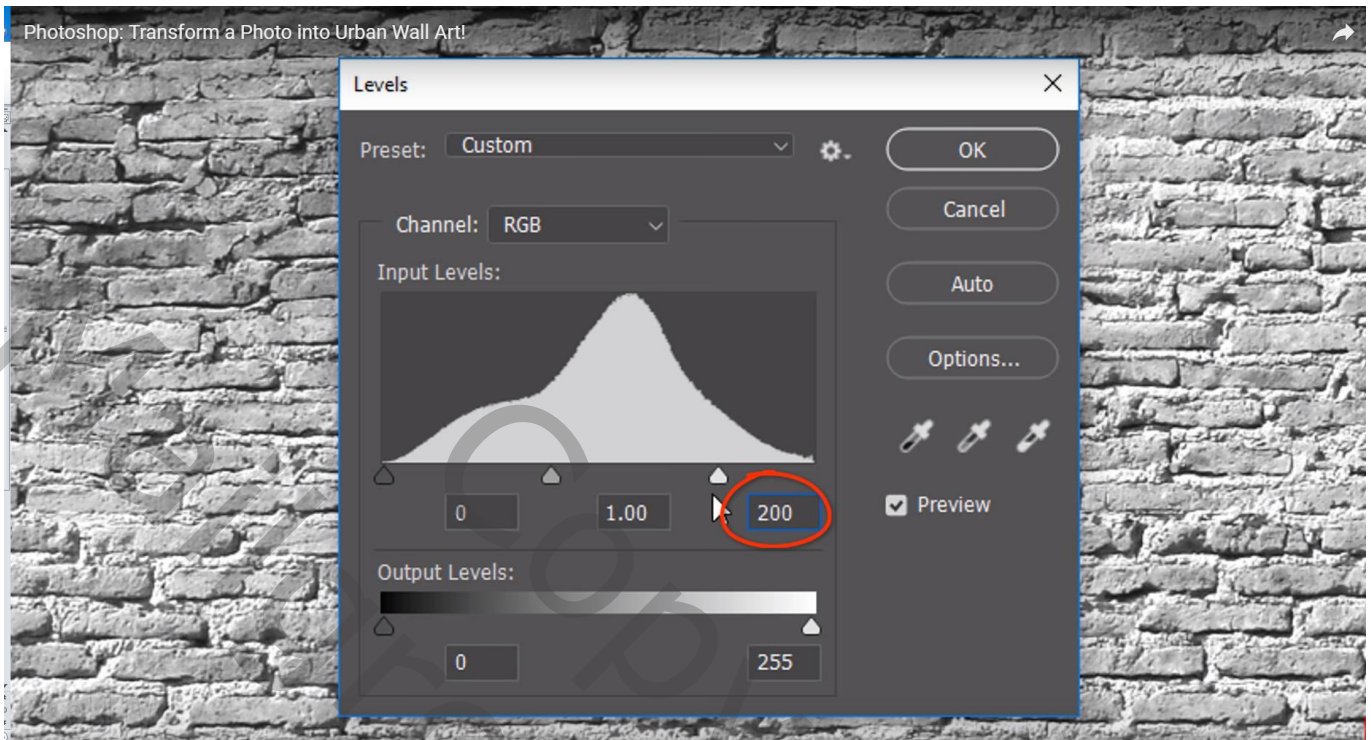 Photoshop: Transform a Photo into Urban Wall Art!
Levels
Preset: Custom
OK
Cancel
Channel: RGB
Auto
Input Levels:
Options...
0 1.00 200
Preview
Output Levels:
0 255
Copy